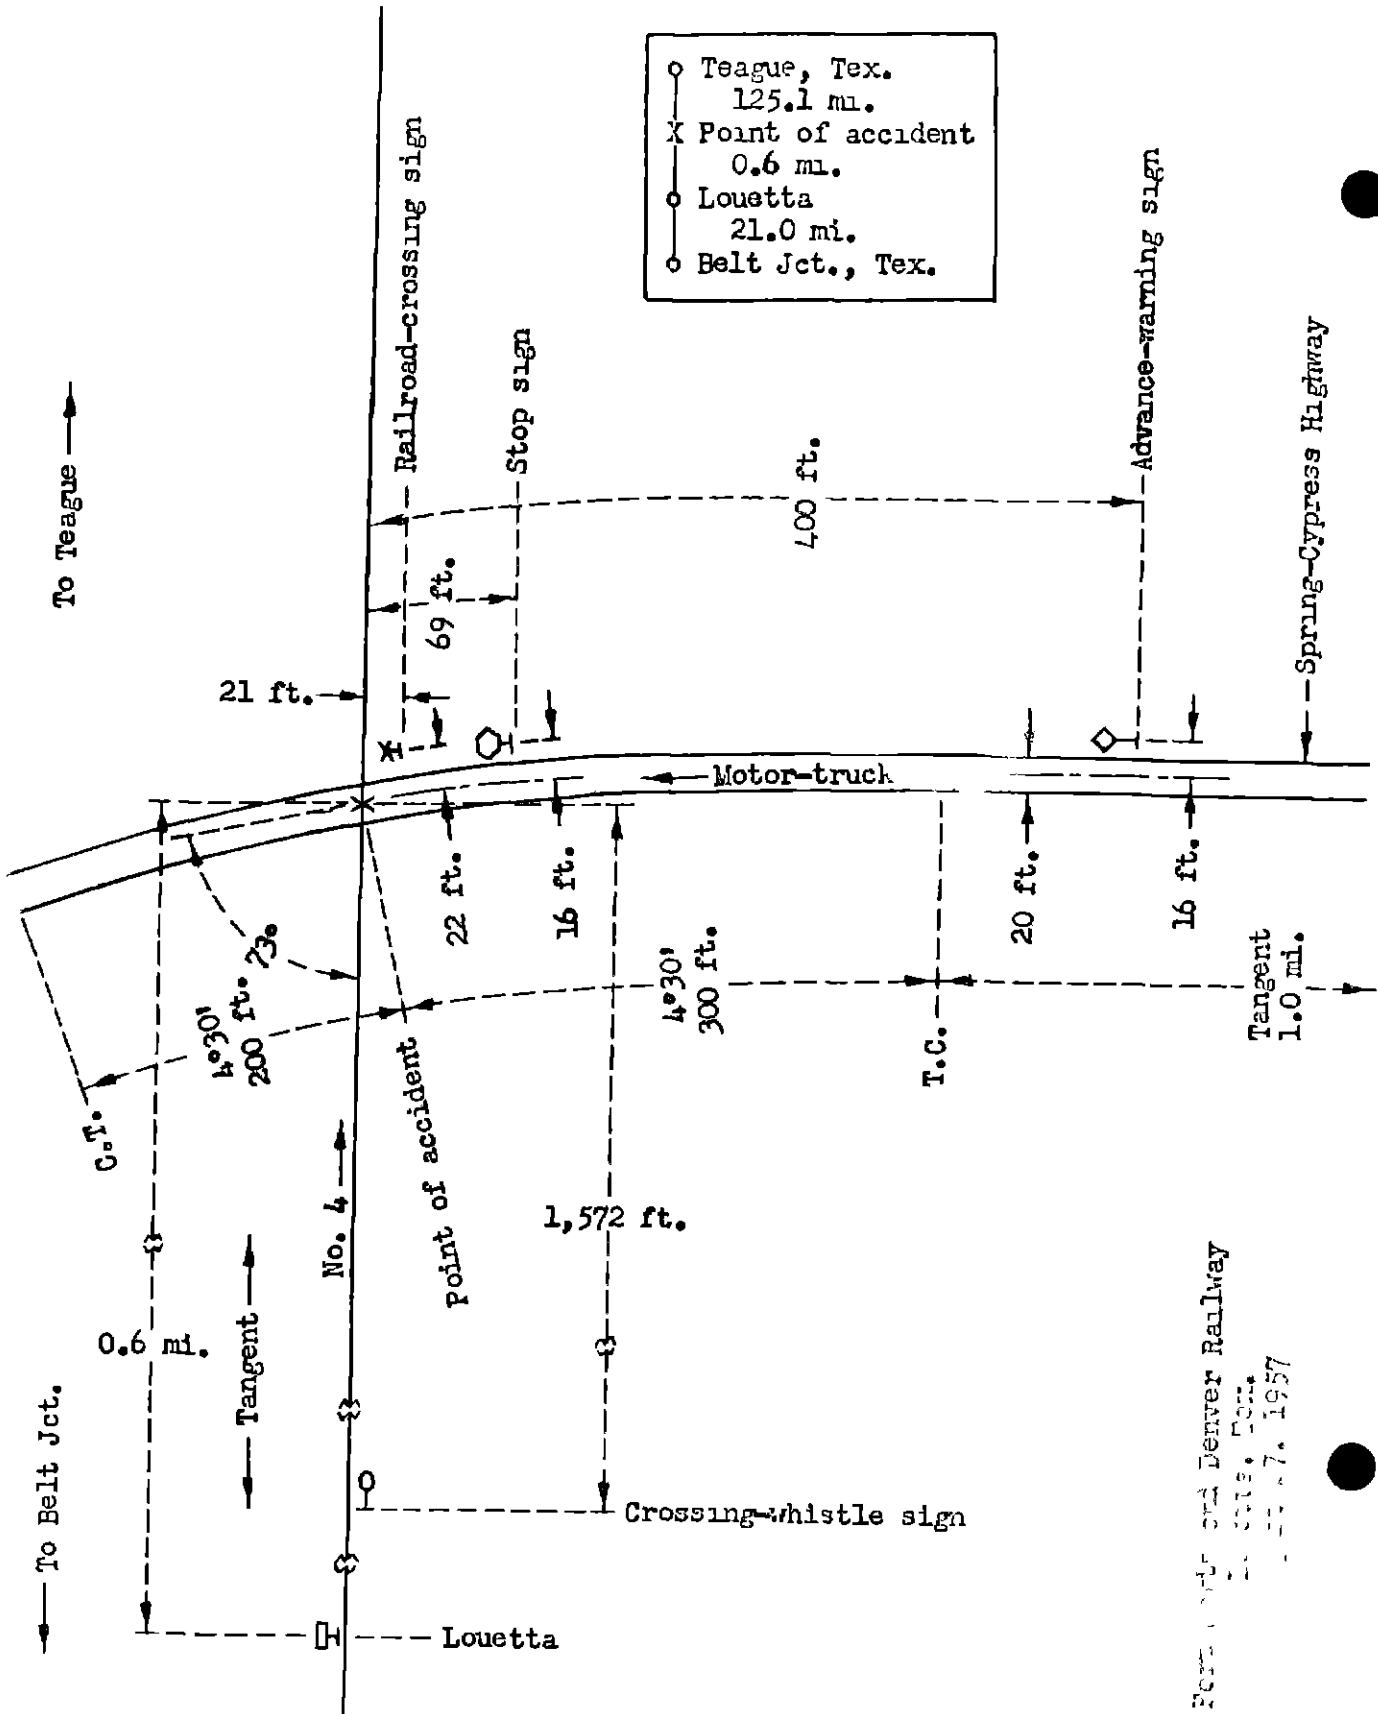 Teague, Tex.
125.1 mi.
Point of accident
0.6 mi.
Louetta
21.0 mi.
Belt Jct., Tex.
To Teague
Railroad-crossing sign
Stop sign
Advance-warning sign
Spring-Cypress Highway
400 ft.
69 ft.
21 ft.
Motor-truck
22 ft.
16 ft.
20 ft.
16 ft.
73°
4°30'
200 ft.
4°30'
300 ft.
Tangent
1.0 mi.
T.C.
C.T.
Point of accident
No. 4
1,572 ft.
0.6 mi.
Tangent
To Belt Jct.
Crossing-whistle sign
Louetta
and Denver Railway
7, 1957